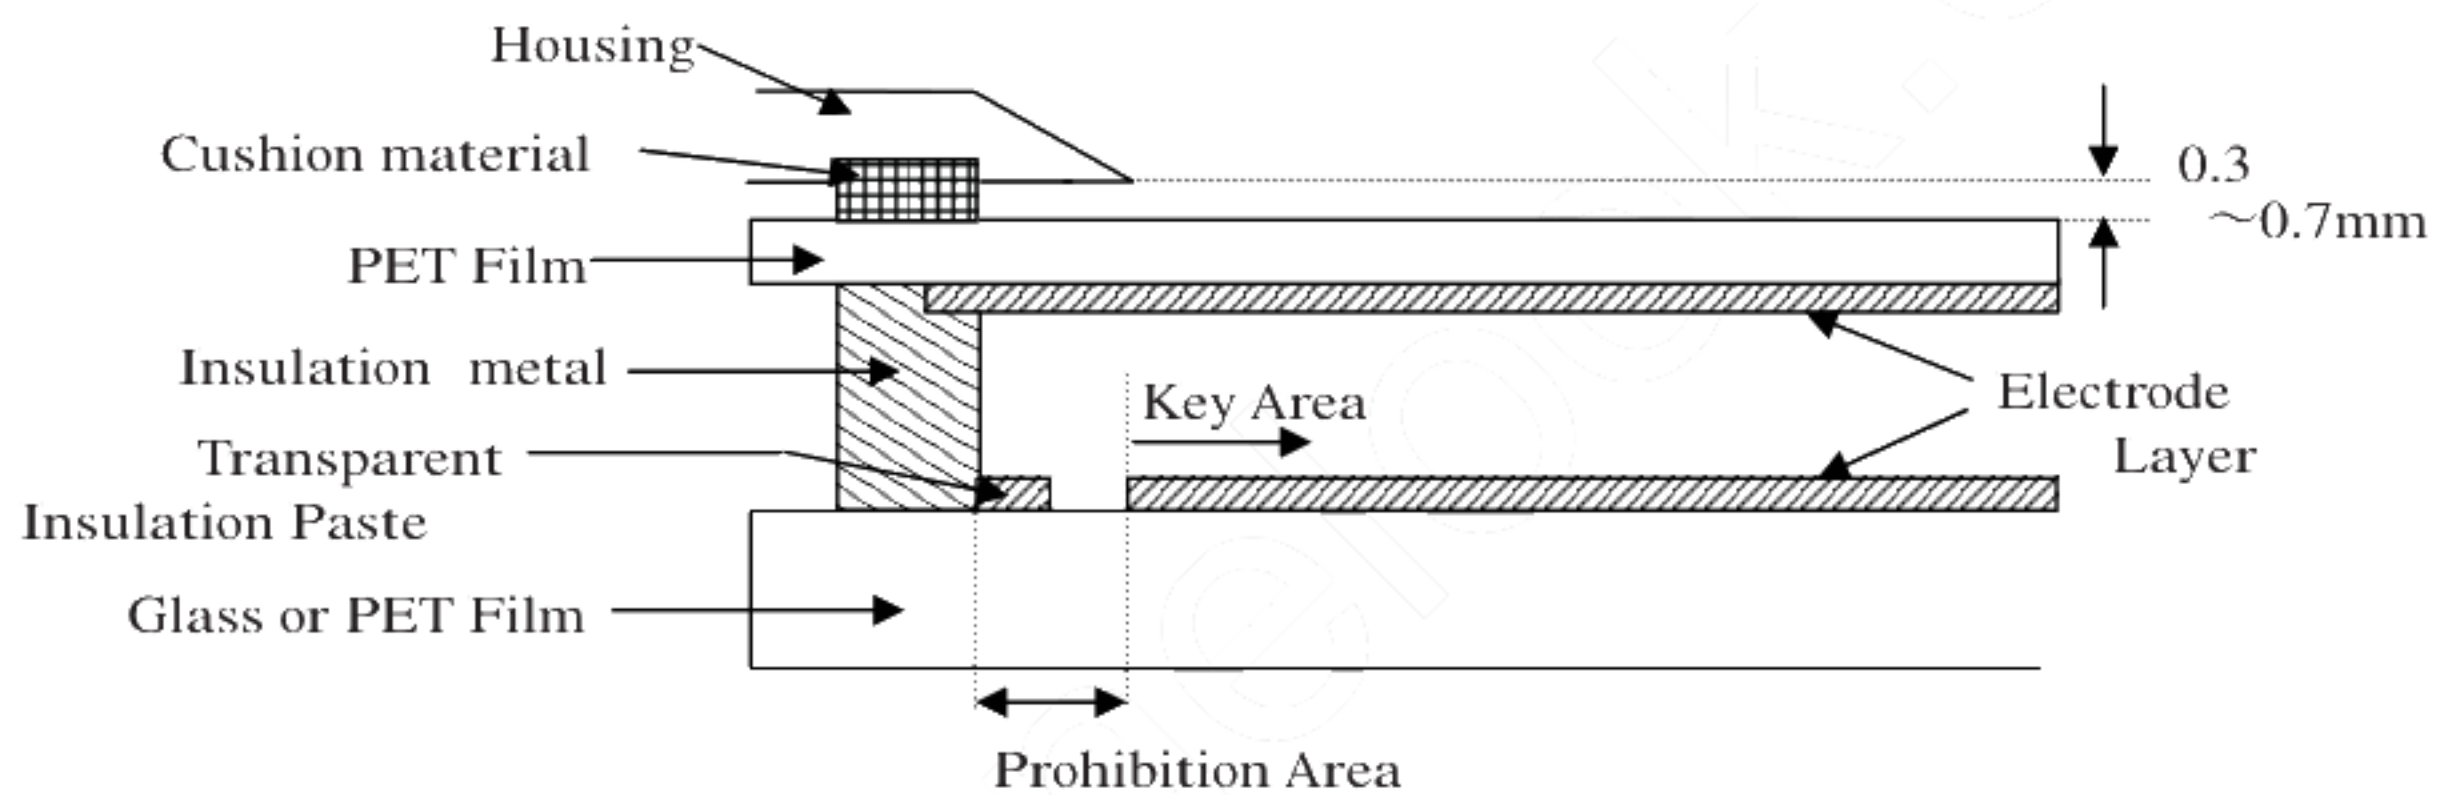 Housing
Cushion material
0.3
～0.7mm
PET Film
Insulation metal
Key Area
Electrode
Layer
Transparent
Insulation Paste
Glass or PET Film
Prohibition Area